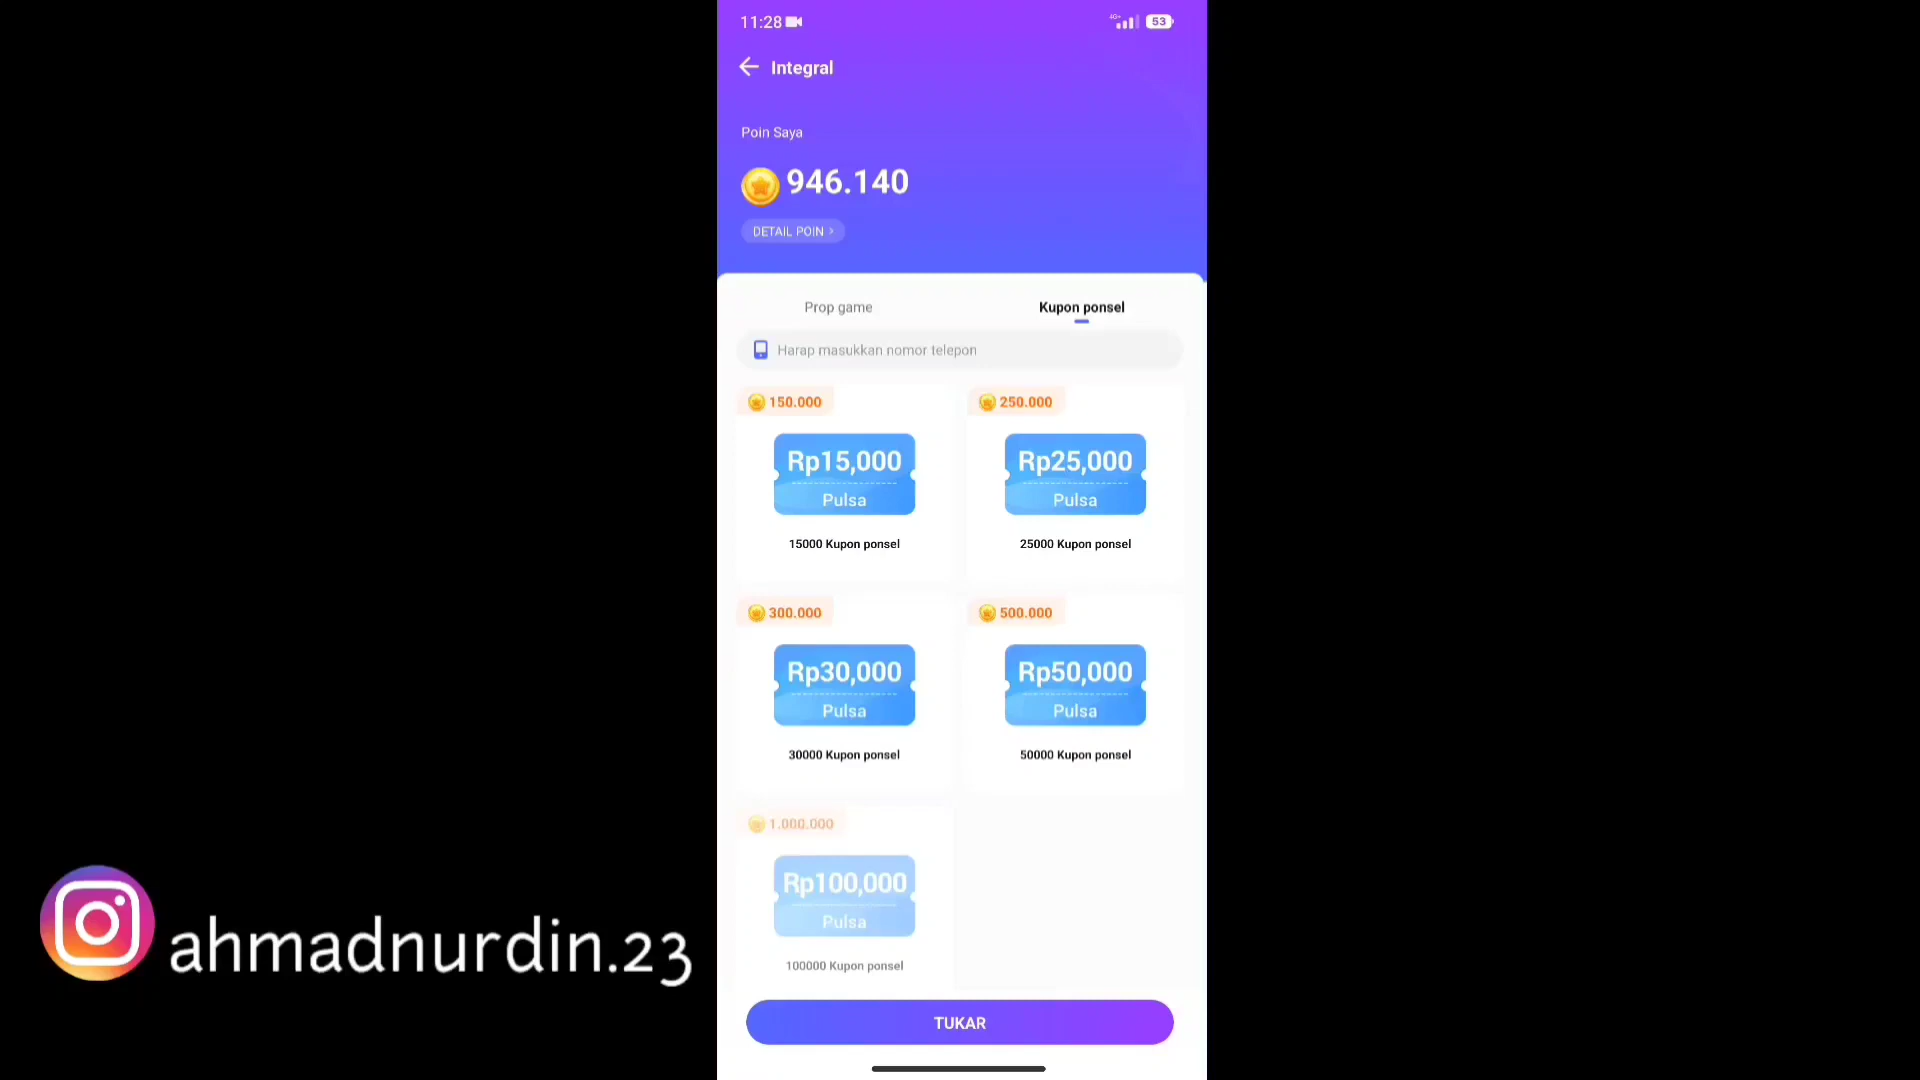 11:28
4G+
53
Integral
Poin Saya
946.140
DETAIL POIN >
Prop game
Kupon ponsel
Harap masukkan nomor telepon
150.000
250.000
Rp15,000
Pulsa
Rp25,000
Pulsa
15000 Kupon ponsel
25000 Kupon ponsel
300.000
500.000
Rp30,000
Pulsa
Rp50,000
Pulsa
30000 Kupon ponsel
50000 Kupon ponsel
1.000.000
Rp100,000
Pulsa
100000 Kupon ponsel
ahmadnurdin.23
TUKAR